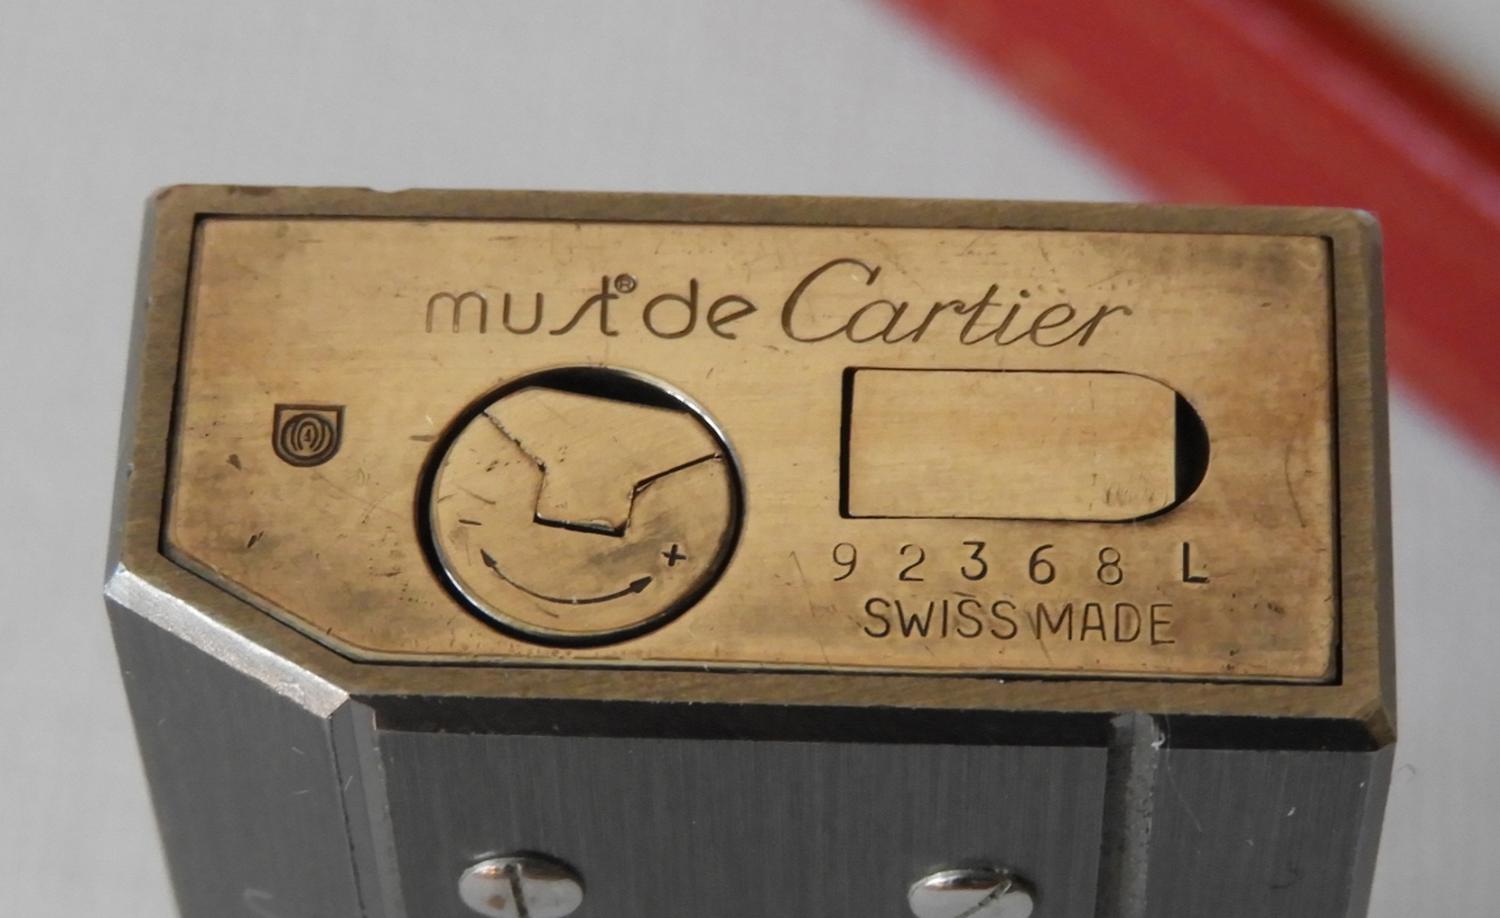 must® de Cartier
- +
92368 L
SWISS MADE